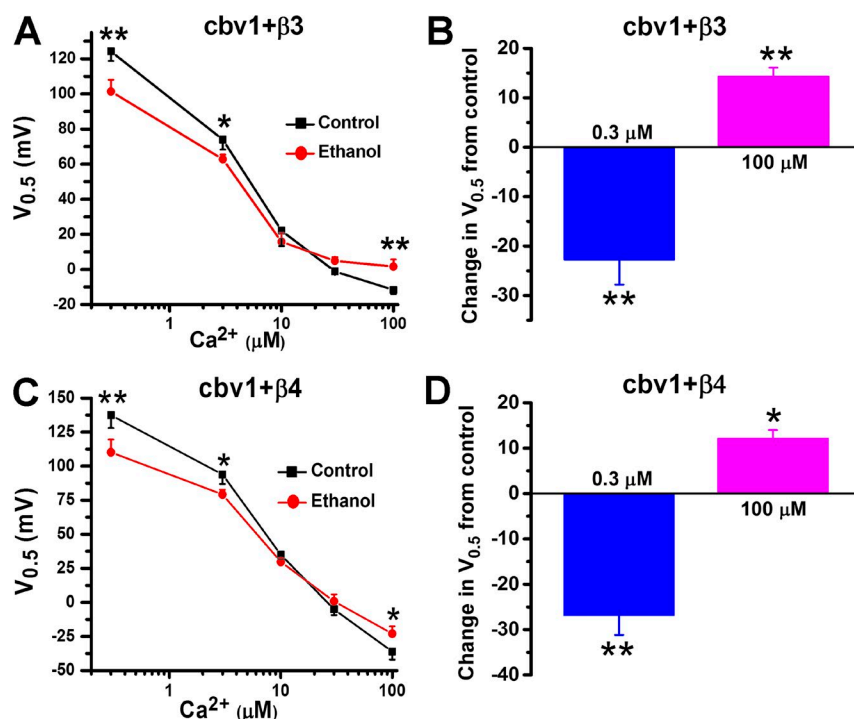 A
cbv1+β3
**
*
**
Control
Ethanol
V0.5 (mV)
120
100
80
60
40
20
0
-20
1
10
100
Ca2+ (μM)
B
cbv1+β3
**
0.3 μM
100 μM
**
Change in V0.5 from control
20
10
0
-10
-20
-30
C
cbv1+β4
**
*
*
Control
Ethanol
V0.5 (mV)
150
125
100
75
50
25
0
-25
-50
1
10
100
Ca2+ (μM)
D
cbv1+β4
*
0.3 μM
100 μM
**
Change in V0.5 from control
20
10
0
-10
-20
-30
-40